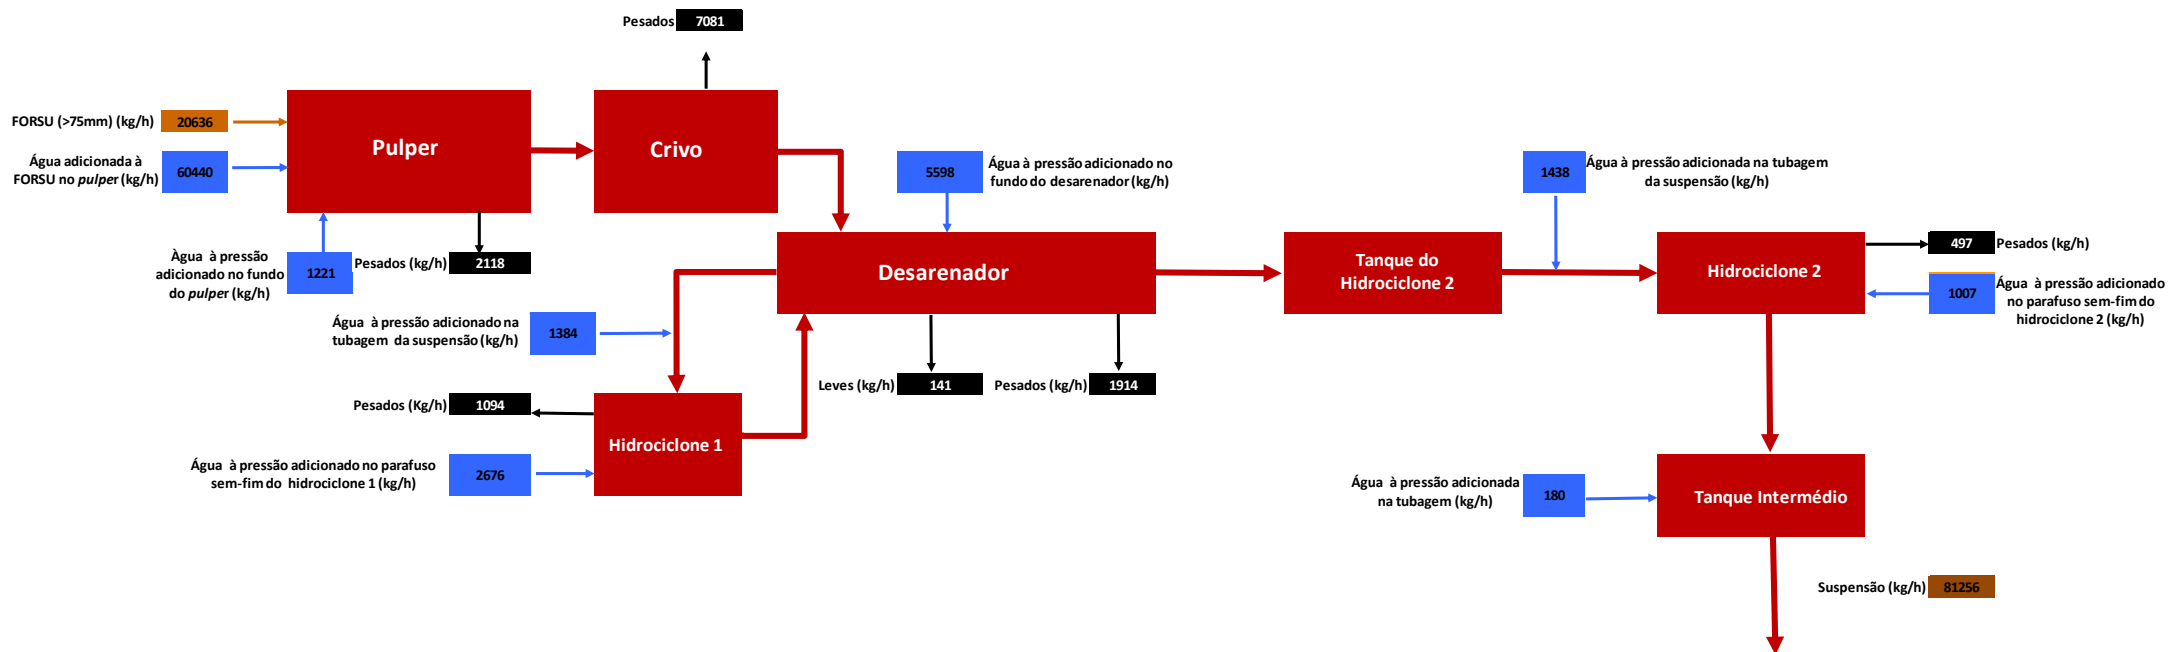 Pesados 7081
FORSU (>75mm) (kg/h) 20636
Pulper
Crivo
Água adicionada à
FORSU no pulper (kg/h)
60440
5598
Água à pressão adicionado no
fundo do desarenador (kg/h)
1438
Água à pressão adicionada na tubagem
da suspensão (kg/h)
Àgua à pressão
adicionado no fundo
do pulper (kg/h)
1221
Pesados (kg/h) 2118
Desarenador
Tanque do
Hidrociclone 2
Hidrociclone 2
497 Pesados (kg/h)
1007
Água à pressão adicionado
no parafuso sem-fim do
hidrociclone 2 (kg/h)
Água à pressão adicionado na
tubagem da suspensão (kg/h)
1384
Leves (kg/h) 141
Pesados (kg/h) 1914
Pesados (Kg/h) 1094
Hidrociclone 1
Água à pressão adicionado no parafuso
sem-fim do hidrociclone 1 (kg/h)
2676
Água à pressão adicionada
na tubagem (kg/h)
180
Tanque Intermédio
Suspensão (kg/h) 81256